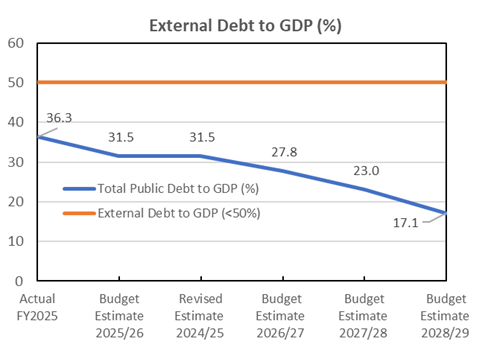 External Debt to GDP (%)
60
50
40
30
20
10
0
36.3
31.5
31.5
27.8
23.0
17.1
Total Public Debt to GDP (%)
External Debt to GDP (<50%)
Actual
FY2025
Budget
Estimate
2025/26
Revised
Estimate
2024/25
Budget
Estimate
2026/27
Budget
Estimate
2027/28
Budget
Estimate
2028/29